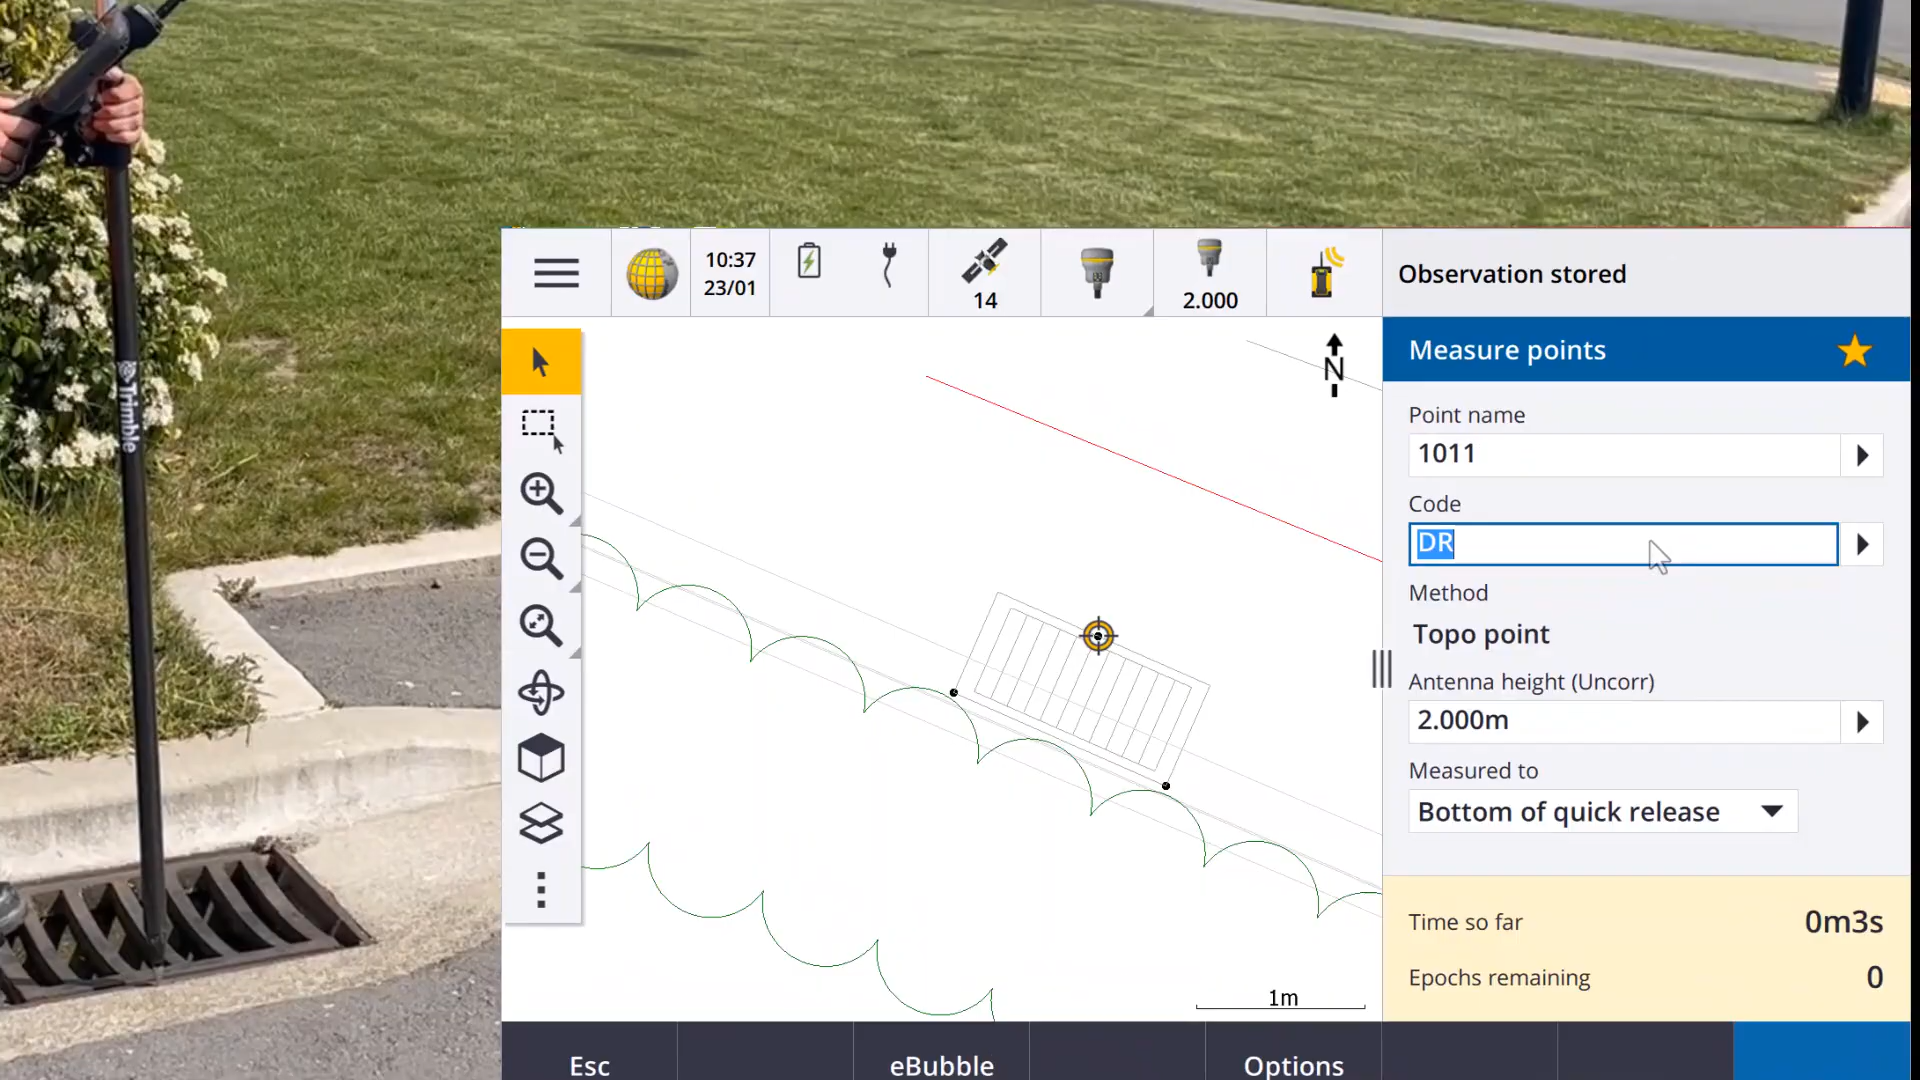 Trimble
10:37
23/01
14
2.000
N
1m
Esc
eBubble
Options
Observation stored
Measure points
Point name
1011
Code
DR
Method
Topo point
Antenna height (Uncorr)
2.000m
Measured to
Bottom of quick release
Time so far
0m3s
Epochs remaining
0